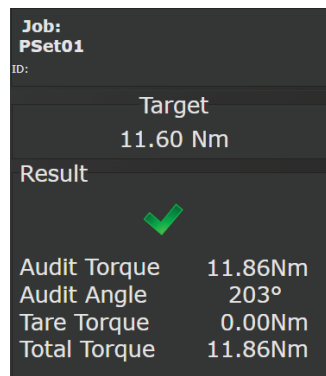 Job:
PSet01
ID:
Target
11.60 Nm
Result
Audit Torque 11.86Nm
Audit Angle 203°
Tare Torque 0.00Nm
Total Torque 11.86Nm